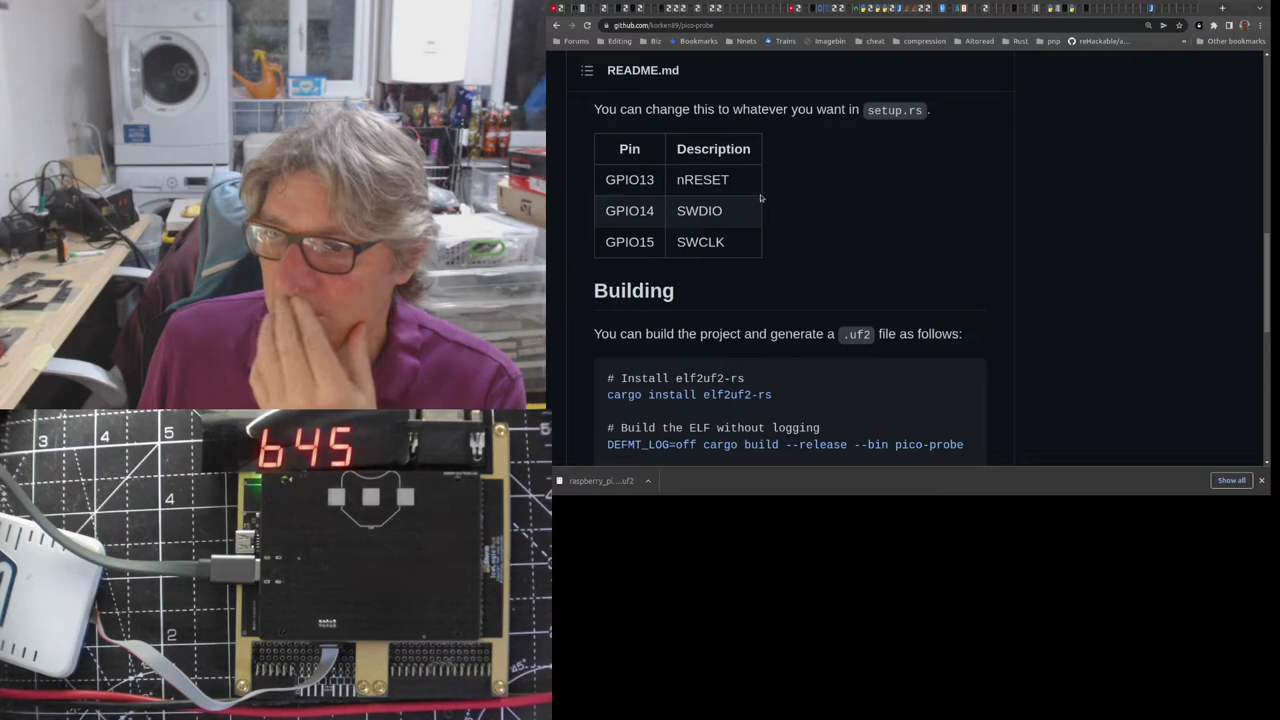 github.com/korken89/pico-probe
Forums
Editing
Biz
Bookmarks
Nnets
Trains
Imagebin
cheat
compression
Altoread
Rust
pnp
reHackable/a...
Other bookmarks
README.md
You can change this to whatever you want in setup.rs.
Pin Description
GPIO13 nRESET
GPIO14 SWDIO
GPIO15 SWCLK
Building
You can build the project and generate a .uf2 file as follows:
# Install elf2uf2-rs
cargo install elf2uf2-rs
# Build the ELF without logging
DEFMT_LOG=off cargo build --release --bin pico-probe
raspberry_pi....uf2
Show all
645
3 4 5
4
2